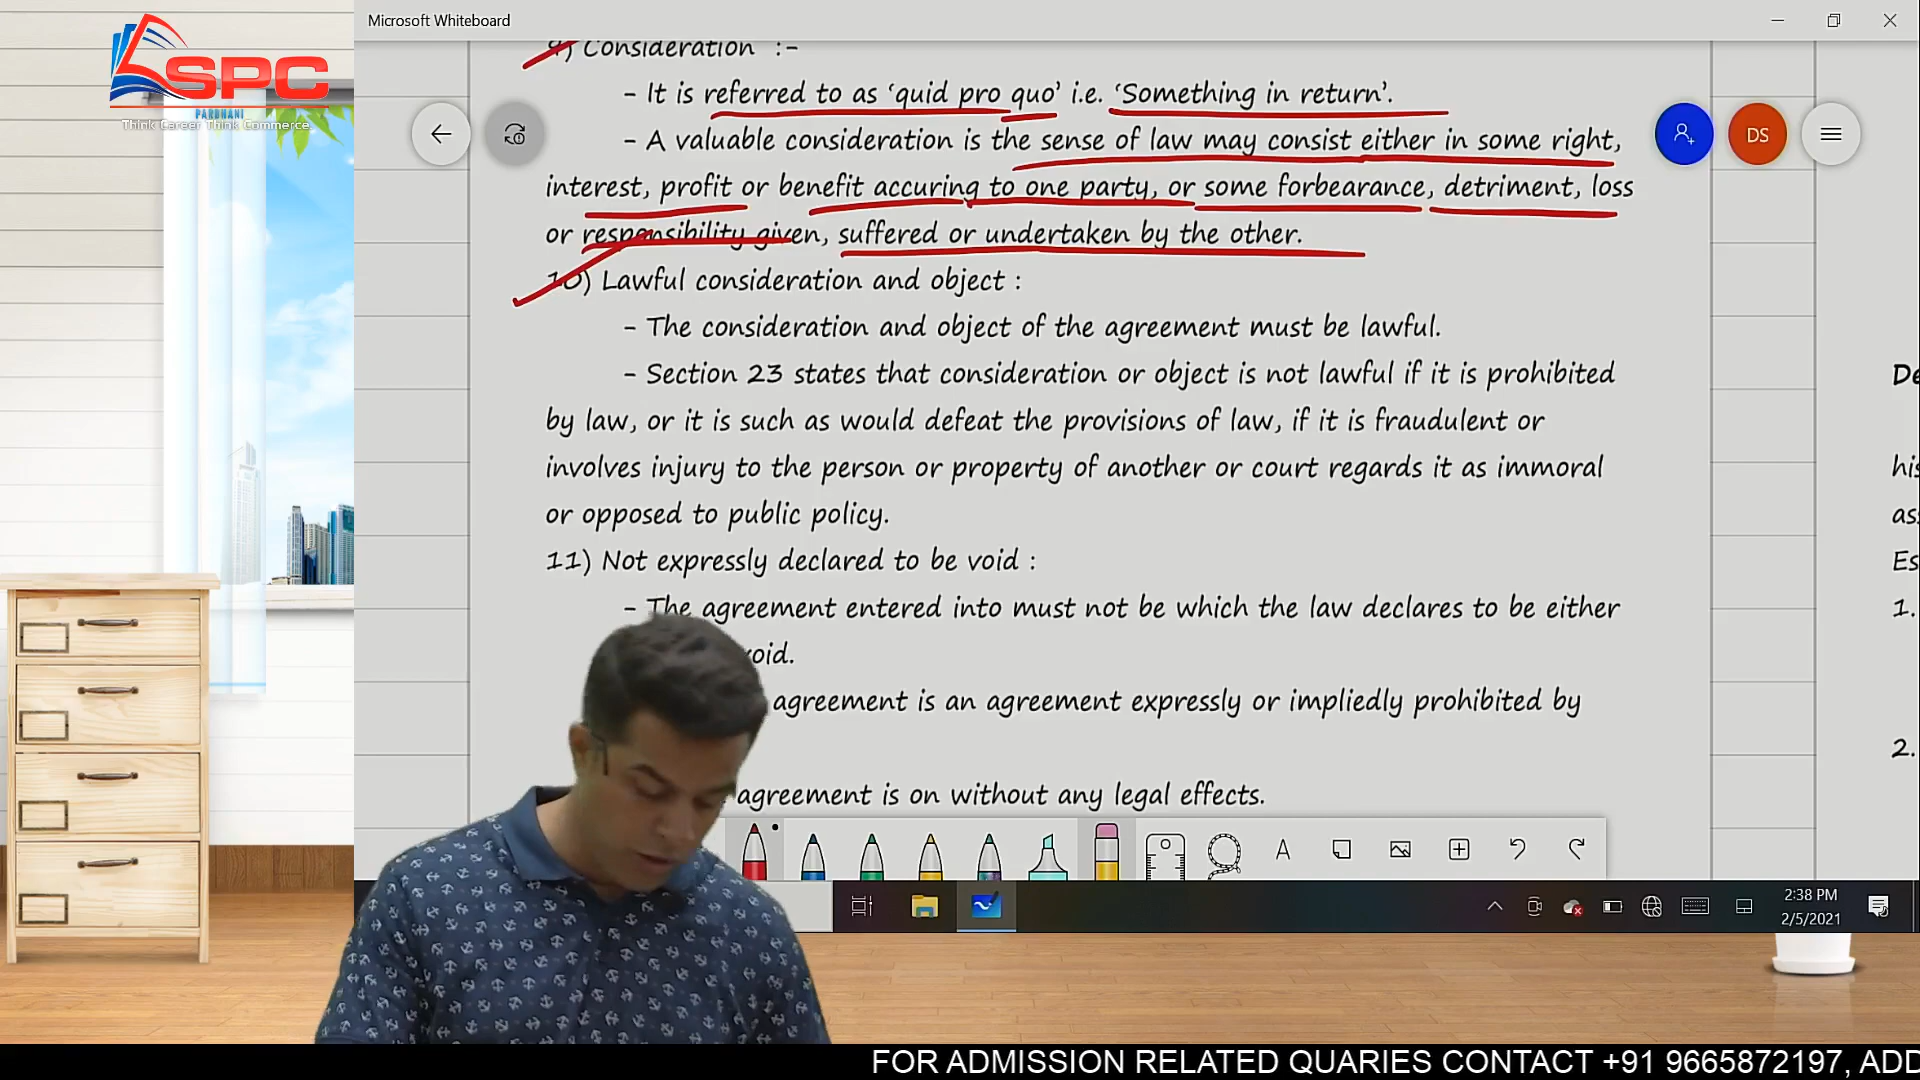 Microsoft Whiteboard
SPC
PARDHANI
Think Career Think Commerce.
9) Consideration :-
- It is referred to as ‘quid pro quo’ i.e. ‘Something in return’.
- A valuable consideration is the sense of law may consist either in some right,
interest, profit or benefit accuring to one party, or some forbearance, detriment, loss
or responsibility given, suffered or undertaken by the other.
10) Lawful consideration and object :
- The consideration and object of the agreement must be lawful.
- Section 23 states that consideration or object is not lawful if it is prohibited
by law, or it is such as would defeat the provisions of law, if it is fraudulent or
involves injury to the person or property of another or court regards it as immoral
or opposed to public policy.
11) Not expressly declared to be void :
- The agreement entered into must not be which the law declares to be either
void.
agreement is an agreement expressly or impliedly prohibited by
agreement is on without any legal effects.
DS
De
his
ass
Es
1.
2.
2:38 PM
2/5/2021
FOR ADMISSION RELATED QUARIES CONTACT +91 9665872197, ADD